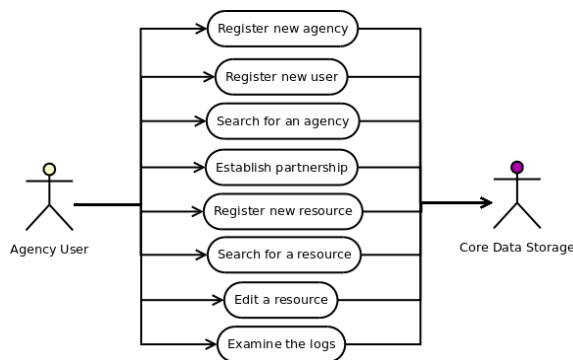 Register new agency
Register new user
Search for an agency
Establish partnership
Register new resource
Search for a resource
Edit a resource
Examine the logs
Agency User
Core Data Storage